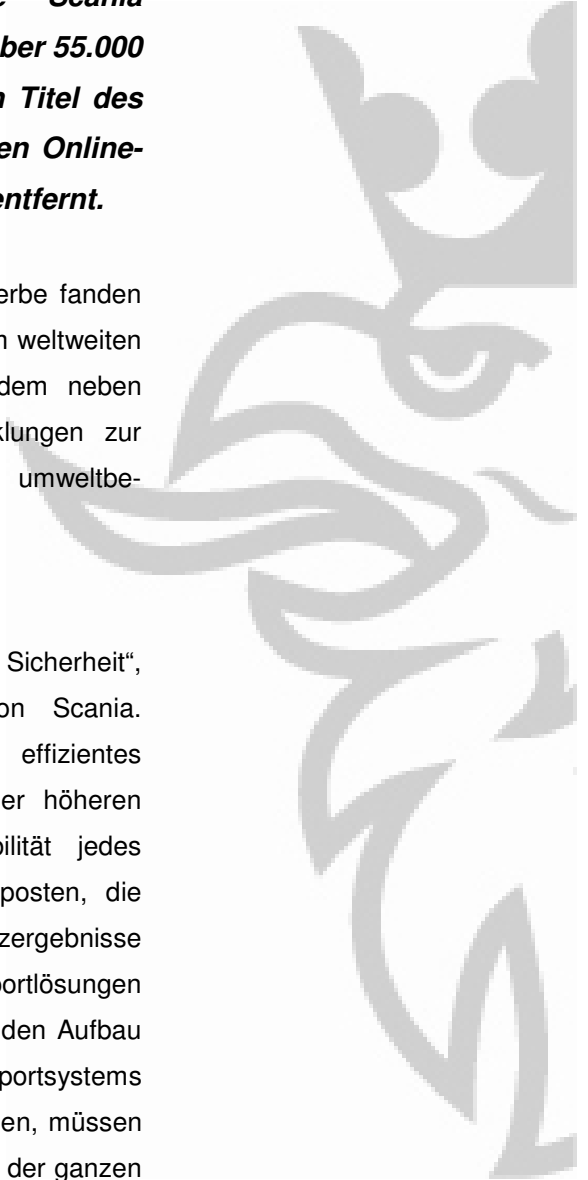 Scania
ber 55.000
n Titel des
en Online-
entfernt.
erbe fanden
n weltweiten
dem neben
klungen zur
umweltbe-
Sicherheit“,
on Scania.
effizientes
er höheren
bilität jedes
posten, die
zergebnisse
portlösungen
den Aufbau
portsystems
en, müssen
der ganzen